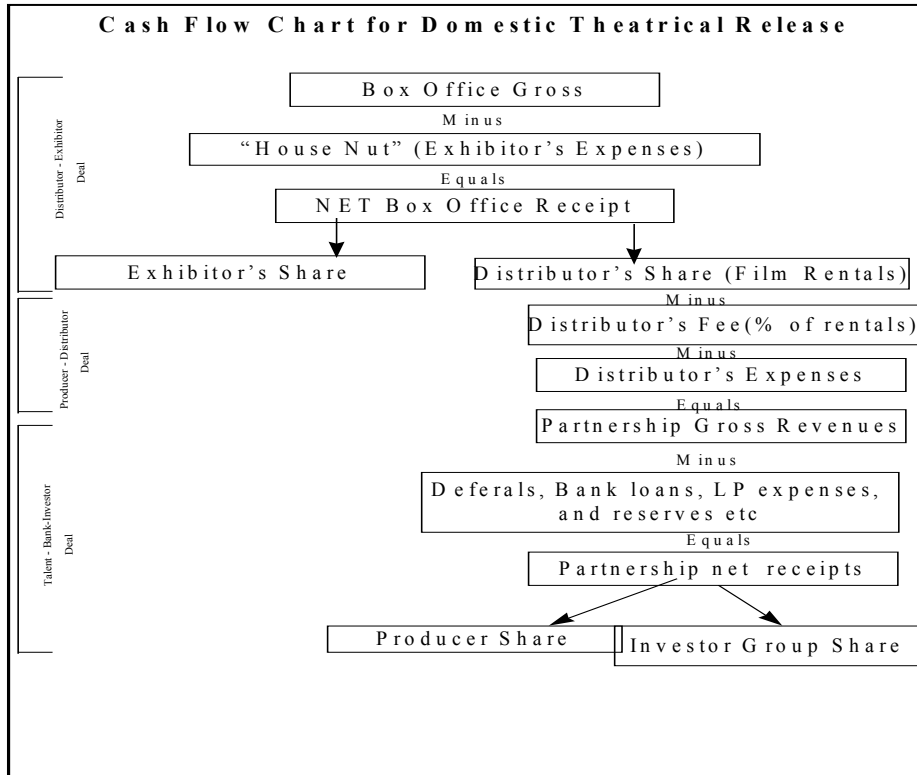 Cash Flow Chart for Domestic Theatrical Release
Box Office Gross
Minus
“House Nut” (Exhibitor’s Expenses)
Equals
NET Box Office Receipt
Distributor - Exhibitor
Deal
Exhibitor’s Share
Distributor’s Share (Film Rentals)
Minus
Distributor’s Fee(% of rentals)
Minus
Distributor’s Expenses
Producer - Distributor
Deal
Equals
Partnership Gross Revenues
Minus
Deferals, Bank loans, LP expenses,
and reserves etc
Equals
Partnership net receipts
Talent - Bank-Investor
Deal
Producer Share
Investor Group Share